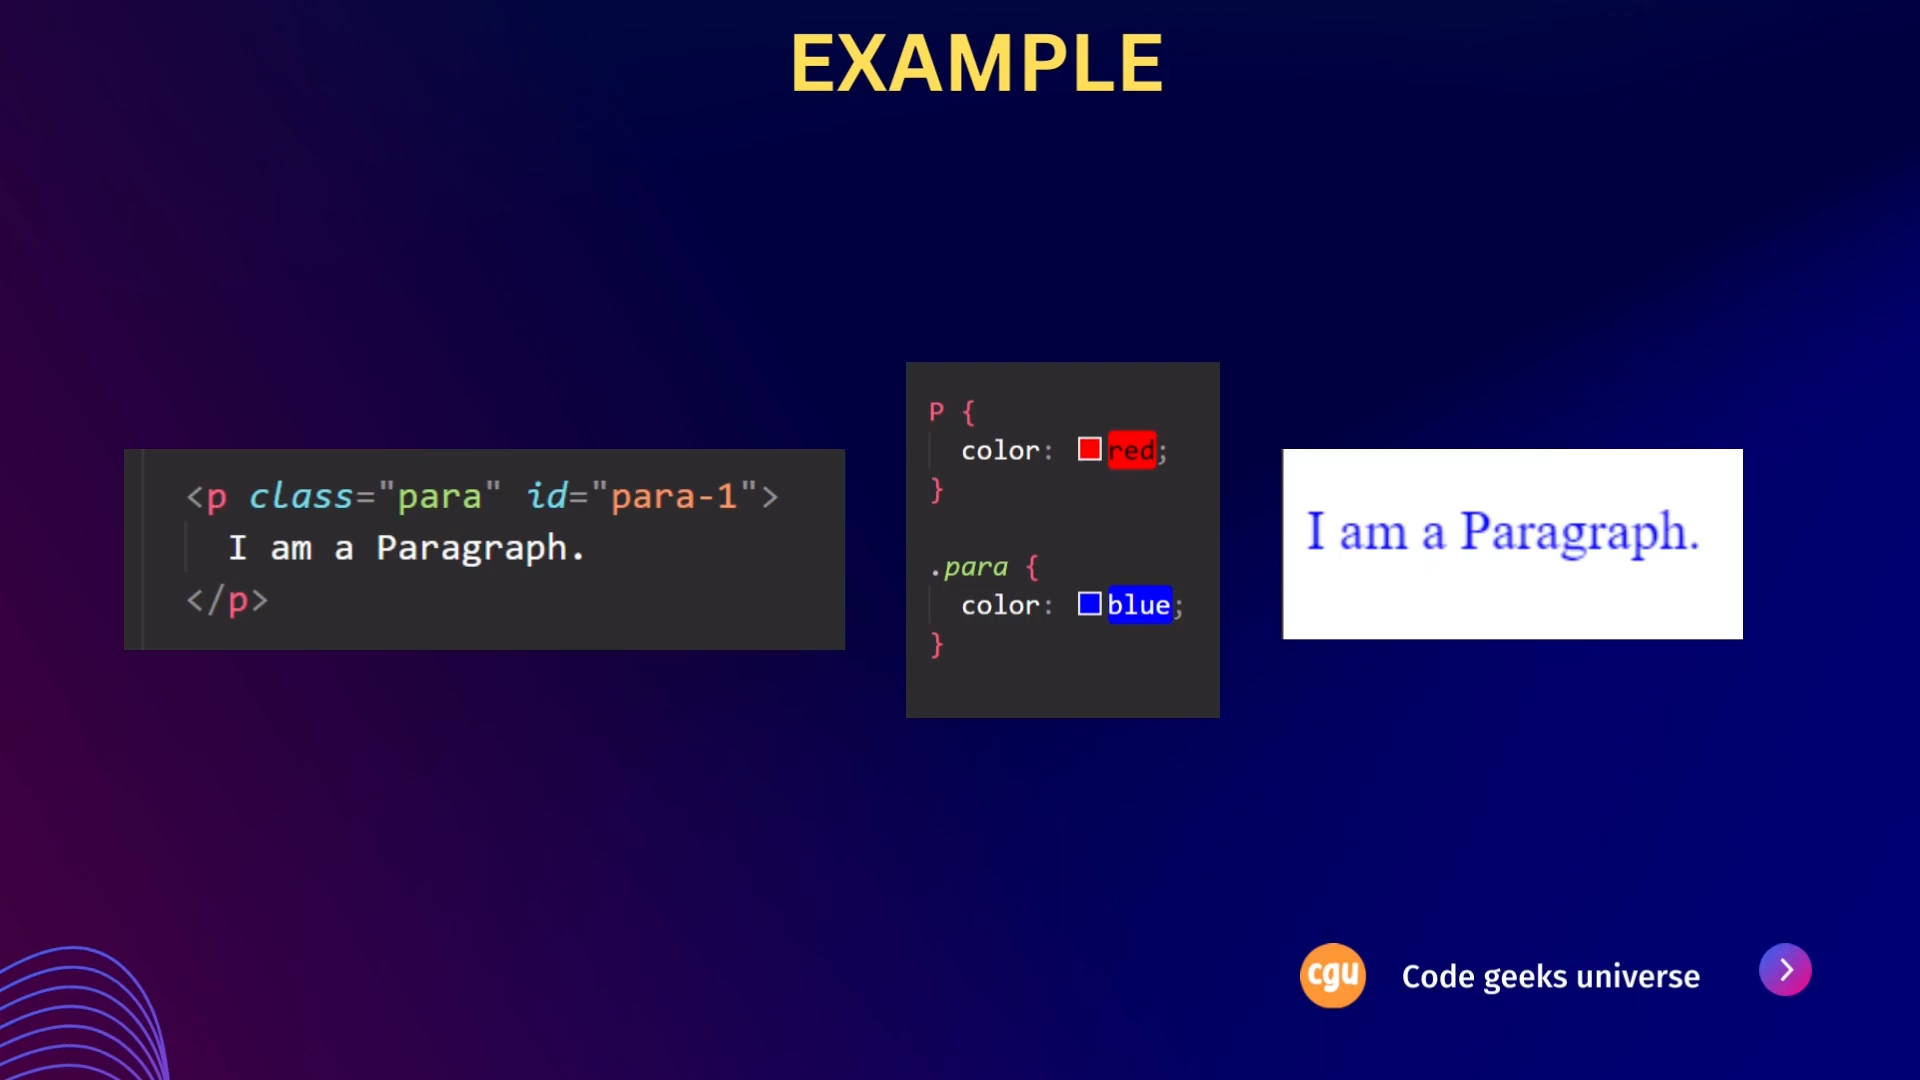 EXAMPLE
<p class="para" id="para-1">
I am a Paragraph.
</p>
P {
color: red;
}
.para {
color: blue;
}
I am a Paragraph.
cgu
Code geeks universe